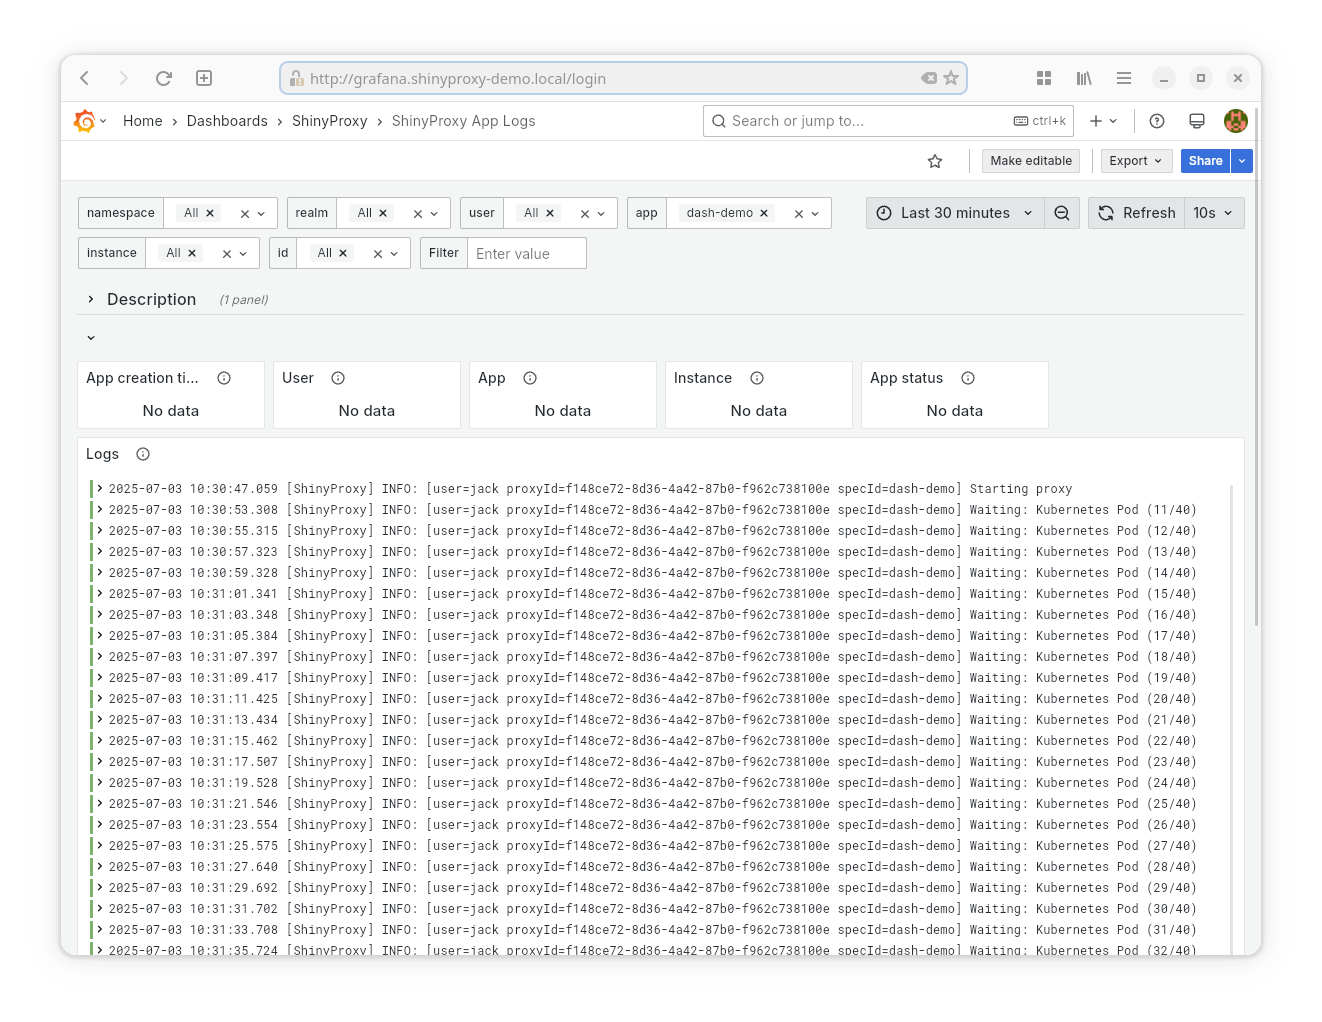 http://grafana.shinyproxy-demo.local/login
Home › Dashboards › ShinyProxy › ShinyProxy App Logs
Search or jump to...
ctrl+k
Make editable
Export
Share
namespace All
realm All
user All
app dash-demo
Last 30 minutes
Refresh 10s
instance All
id All
Filter Enter value
Description (1 panel)
App creation ti...
No data
User
No data
App
No data
Instance
No data
App status
No data
Logs
2025-07-03 10:30:47.059 [ShinyProxy] INFO: [user=jack proxyId=f148ce72-8d36-4a42-87b0-f962c738100e specId=dash-demo] Starting proxy
2025-07-03 10:30:53.308 [ShinyProxy] INFO: [user=jack proxyId=f148ce72-8d36-4a42-87b0-f962c738100e specId=dash-demo] Waiting: Kubernetes Pod (11/40)
2025-07-03 10:30:55.315 [ShinyProxy] INFO: [user=jack proxyId=f148ce72-8d36-4a42-87b0-f962c738100e specId=dash-demo] Waiting: Kubernetes Pod (12/40)
2025-07-03 10:30:57.323 [ShinyProxy] INFO: [user=jack proxyId=f148ce72-8d36-4a42-87b0-f962c738100e specId=dash-demo] Waiting: Kubernetes Pod (13/40)
2025-07-03 10:30:59.328 [ShinyProxy] INFO: [user=jack proxyId=f148ce72-8d36-4a42-87b0-f962c738100e specId=dash-demo] Waiting: Kubernetes Pod (14/40)
2025-07-03 10:31:01.341 [ShinyProxy] INFO: [user=jack proxyId=f148ce72-8d36-4a42-87b0-f962c738100e specId=dash-demo] Waiting: Kubernetes Pod (15/40)
2025-07-03 10:31:03.348 [ShinyProxy] INFO: [user=jack proxyId=f148ce72-8d36-4a42-87b0-f962c738100e specId=dash-demo] Waiting: Kubernetes Pod (16/40)
2025-07-03 10:31:05.384 [ShinyProxy] INFO: [user=jack proxyId=f148ce72-8d36-4a42-87b0-f962c738100e specId=dash-demo] Waiting: Kubernetes Pod (17/40)
2025-07-03 10:31:07.397 [ShinyProxy] INFO: [user=jack proxyId=f148ce72-8d36-4a42-87b0-f962c738100e specId=dash-demo] Waiting: Kubernetes Pod (18/40)
2025-07-03 10:31:09.417 [ShinyProxy] INFO: [user=jack proxyId=f148ce72-8d36-4a42-87b0-f962c738100e specId=dash-demo] Waiting: Kubernetes Pod (19/40)
2025-07-03 10:31:11.425 [ShinyProxy] INFO: [user=jack proxyId=f148ce72-8d36-4a42-87b0-f962c738100e specId=dash-demo] Waiting: Kubernetes Pod (20/40)
2025-07-03 10:31:13.434 [ShinyProxy] INFO: [user=jack proxyId=f148ce72-8d36-4a42-87b0-f962c738100e specId=dash-demo] Waiting: Kubernetes Pod (21/40)
2025-07-03 10:31:15.462 [ShinyProxy] INFO: [user=jack proxyId=f148ce72-8d36-4a42-87b0-f962c738100e specId=dash-demo] Waiting: Kubernetes Pod (22/40)
2025-07-03 10:31:17.507 [ShinyProxy] INFO: [user=jack proxyId=f148ce72-8d36-4a42-87b0-f962c738100e specId=dash-demo] Waiting: Kubernetes Pod (23/40)
2025-07-03 10:31:19.528 [ShinyProxy] INFO: [user=jack proxyId=f148ce72-8d36-4a42-87b0-f962c738100e specId=dash-demo] Waiting: Kubernetes Pod (24/40)
2025-07-03 10:31:21.546 [ShinyProxy] INFO: [user=jack proxyId=f148ce72-8d36-4a42-87b0-f962c738100e specId=dash-demo] Waiting: Kubernetes Pod (25/40)
2025-07-03 10:31:23.554 [ShinyProxy] INFO: [user=jack proxyId=f148ce72-8d36-4a42-87b0-f962c738100e specId=dash-demo] Waiting: Kubernetes Pod (26/40)
2025-07-03 10:31:25.575 [ShinyProxy] INFO: [user=jack proxyId=f148ce72-8d36-4a42-87b0-f962c738100e specId=dash-demo] Waiting: Kubernetes Pod (27/40)
2025-07-03 10:31:27.640 [ShinyProxy] INFO: [user=jack proxyId=f148ce72-8d36-4a42-87b0-f962c738100e specId=dash-demo] Waiting: Kubernetes Pod (28/40)
2025-07-03 10:31:29.692 [ShinyProxy] INFO: [user=jack proxyId=f148ce72-8d36-4a42-87b0-f962c738100e specId=dash-demo] Waiting: Kubernetes Pod (29/40)
2025-07-03 10:31:31.702 [ShinyProxy] INFO: [user=jack proxyId=f148ce72-8d36-4a42-87b0-f962c738100e specId=dash-demo] Waiting: Kubernetes Pod (30/40)
2025-07-03 10:31:33.708 [ShinyProxy] INFO: [user=jack proxyId=f148ce72-8d36-4a42-87b0-f962c738100e specId=dash-demo] Waiting: Kubernetes Pod (31/40)
2025-07-03 10:31:35.724 [ShinyProxy] INFO: [user=jack proxyId=f148ce72-8d36-4a42-87b0-f962c738100e specId=dash-demo] Waiting: Kubernetes Pod (32/40)